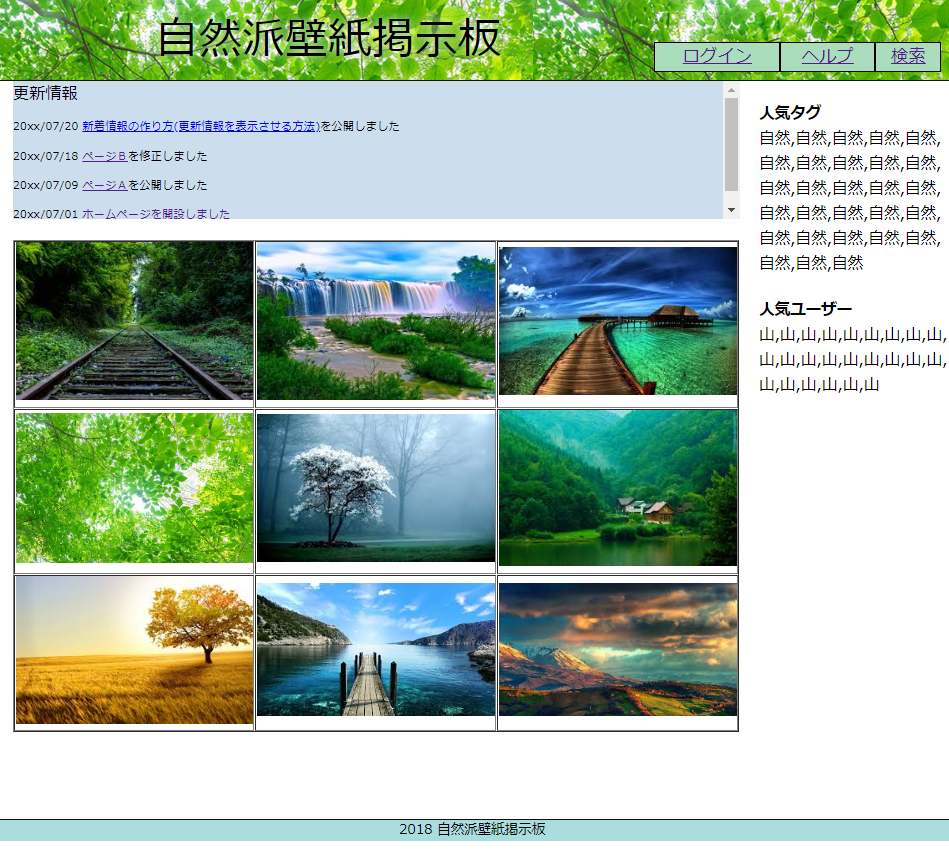 自然派壁紙掲示板
ログイン ヘルプ 検索
更新情報
20xx/07/20 新着情報の作り方(更新情報を表示させる方法)を公開しました
20xx/07/18 ページＢを修正しました
20xx/07/09 ページＡを公開しました
20xx/07/01 ホームページを開設しました
人気タグ
自然,自然,自然,自然,自然,
自然,自然,自然,自然,自然,
自然,自然,自然,自然,自然,
自然,自然,自然,自然,自然,
自然,自然,自然,自然,自然,
自然,自然,自然
人気ユーザー
山,山,山,山,山,山,山,山,山,
山,山,山,山,山,山,山,山,山,
山,山,山,山,山,山
2018 自然派壁紙掲示板